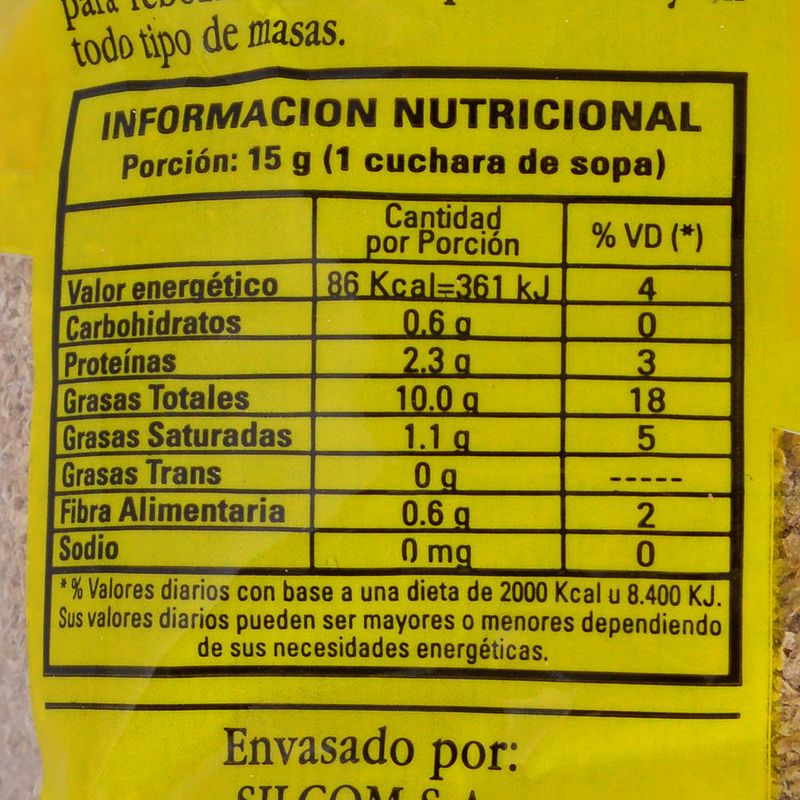 para
todo tipo de masas.
INFORMACION NUTRICIONAL
Porción: 15 g (1 cuchara de sopa)
Cantidad
por Porción % VD (*)
Valor energético 86 Kcal=361 kJ 4
Carbohidratos 0.6 g 0
Proteínas 2.3 g 3
Grasas Totales 10.0 g 18
Grasas Saturadas 1.1 g 5
Grasas Trans 0 g -----
Fibra Alimentaria 0.6 g 2
Sodio 0 mg 0
*% Valores diarios con base a una dieta de 2000 Kcal u 8.400 KJ.
Sus valores diarios pueden ser mayores o menores dependiendo
de sus necesidades energéticas.
Envasado por:
SILCOM S.A.